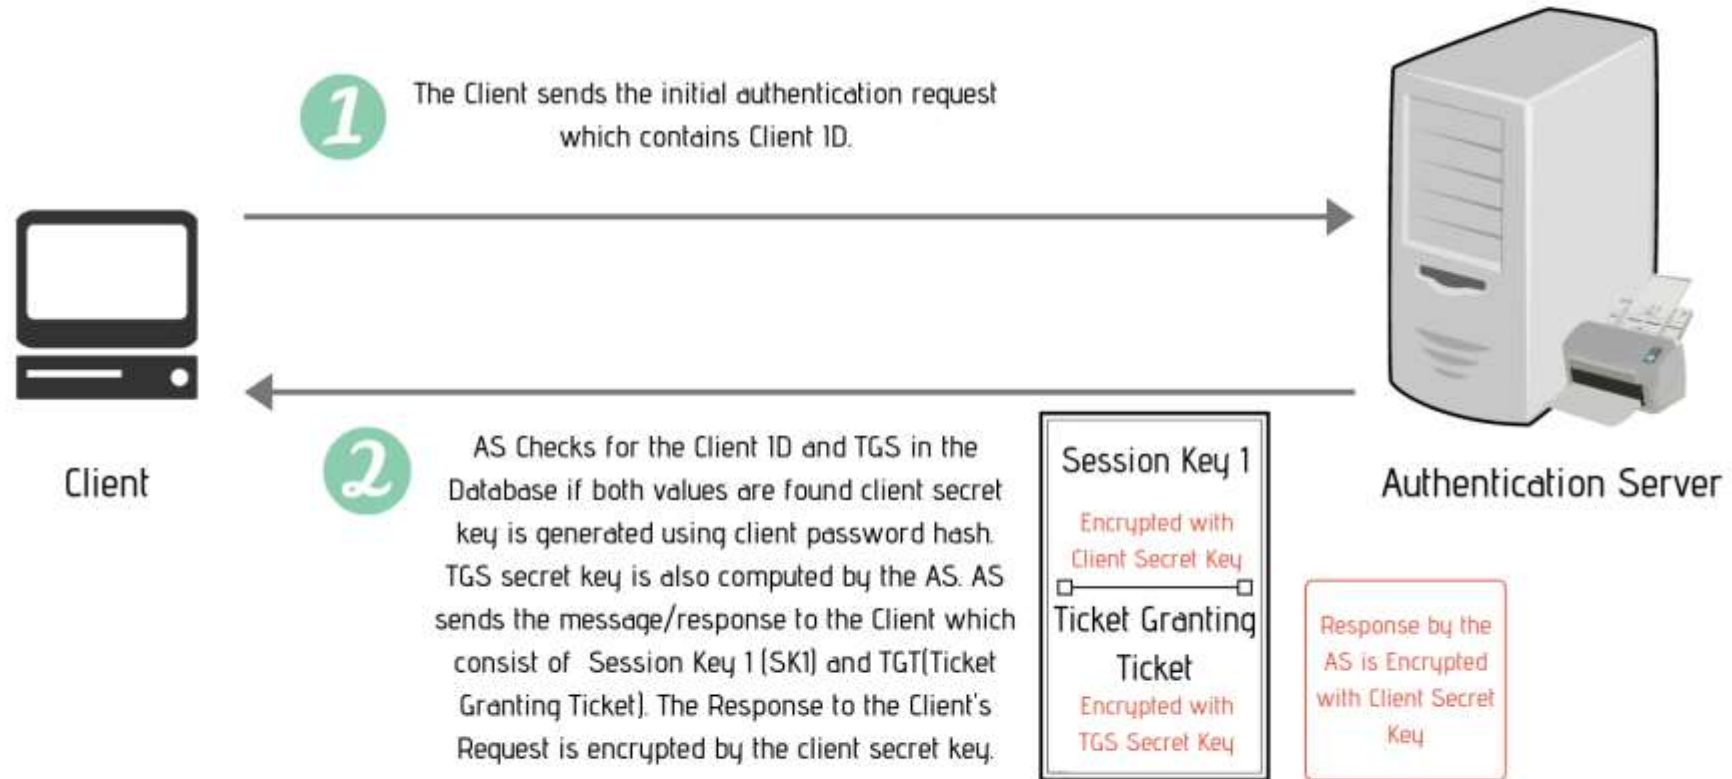 1
The Client sends the initial authentication request
which contains Client ID.
Client
Authentication Server
2
AS Checks for the Client ID and TGS in the
Database if both values are found client secret
key is generated using client password hash.
TGS secret key is also computed by the AS. AS
sends the message/response to the Client which
consist of Session Key 1 (SK1) and TGT(Ticket
Granting Ticket). The Response to the Client's
Request is encrypted by the client secret key.
Session Key 1
Encrypted with
Client Secret Key
Ticket Granting
Ticket
Encrypted with
TGS Secret Key
Response by the
AS is Encrypted
with Client Secret
Key